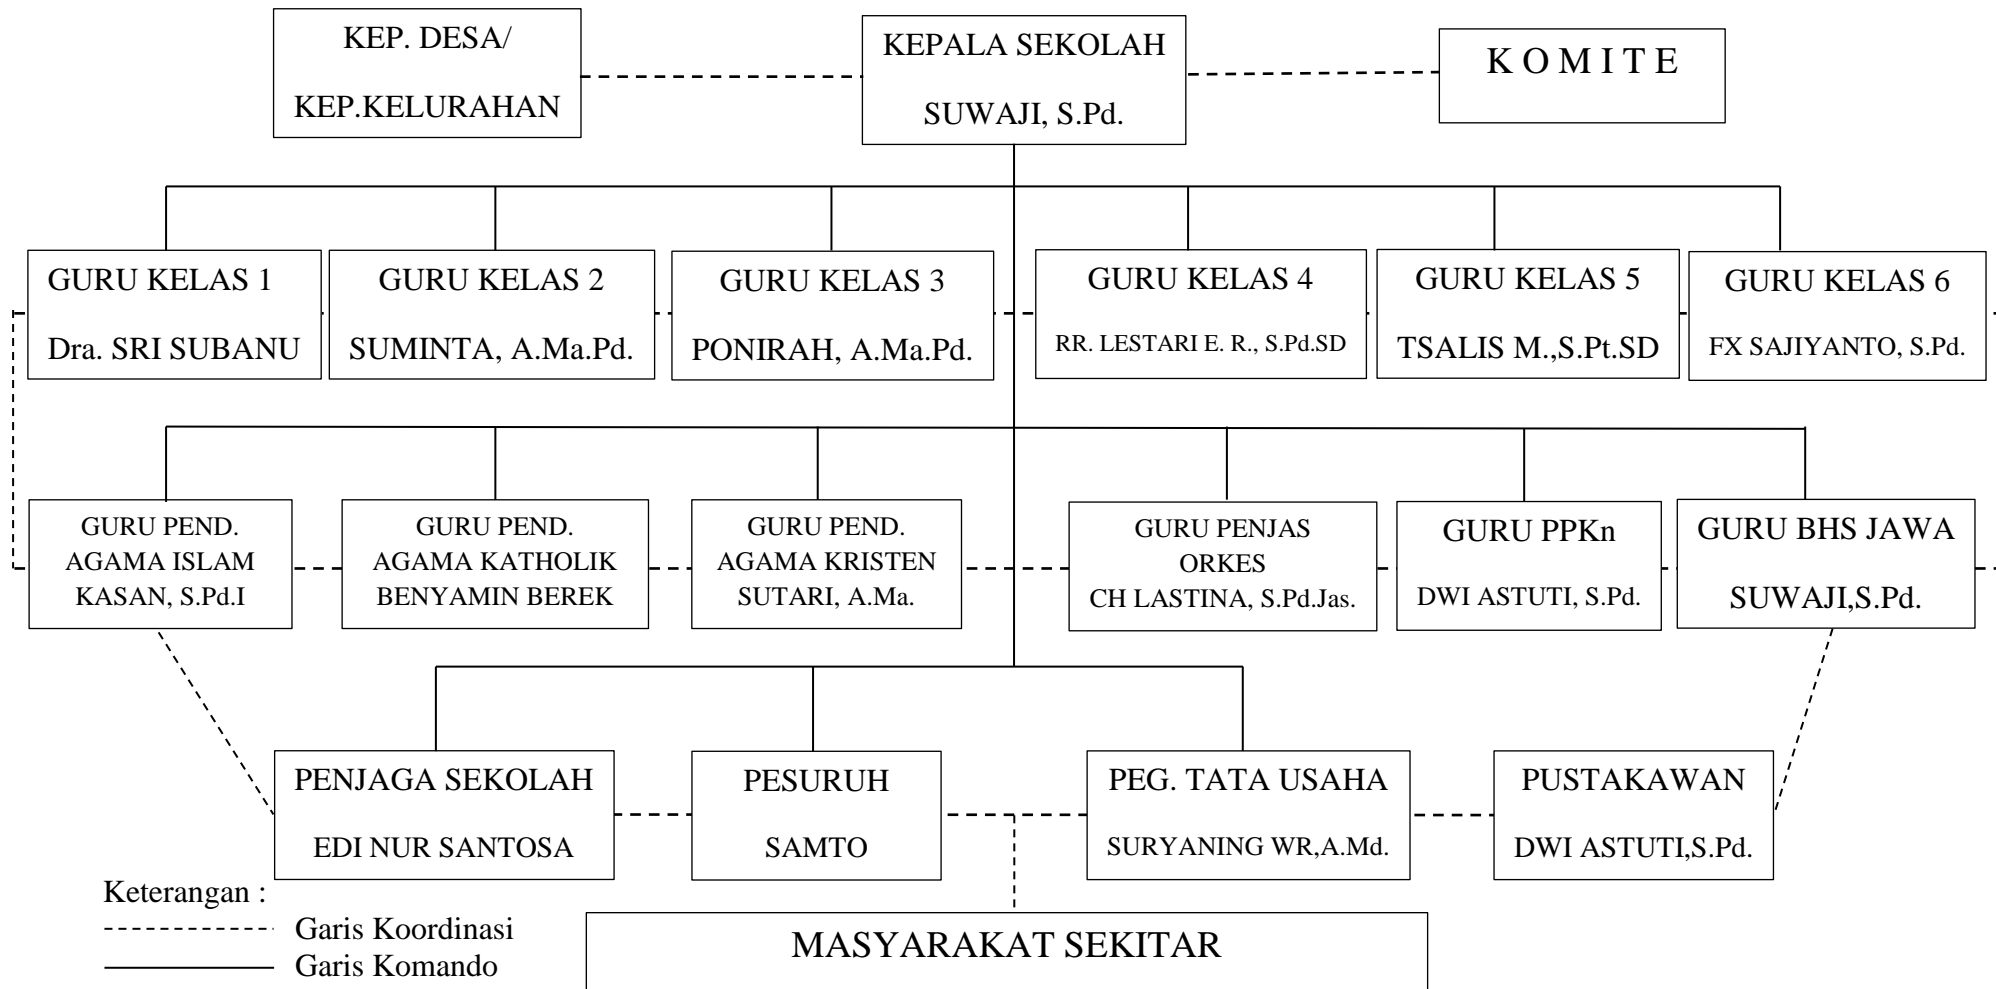 KEP. DESA/
KEP.KELURAHAN
KEPALA SEKOLAH
SUWAJI, S.Pd.
K O M I T E
GURU KELAS 1
Dra. SRI SUBANU
GURU KELAS 2
SUMINTA, A.Ma.Pd.
GURU KELAS 3
PONIRAH, A.Ma.Pd.
GURU KELAS 4
RR. LESTARI E. R., S.Pd.SD
GURU KELAS 5
TSALIS M.,S.Pt.SD
GURU KELAS 6
FX SAJIYANTO, S.Pd.
GURU PEND.
AGAMA ISLAM
KASAN, S.Pd.I
GURU PEND.
AGAMA KATHOLIK
BENYAMIN BEREK
GURU PEND.
AGAMA KRISTEN
SUTARI, A.Ma.
GURU PENJAS
ORKES
CH LASTINA, S.Pd.Jas.
GURU PPKn
DWI ASTUTI, S.Pd.
GURU BHS JAWA
SUWAJI,S.Pd.
PENJAGA SEKOLAH
EDI NUR SANTOSA
PESURUH
SAMTO
PEG. TATA USAHA
SURYANING WR,A.Md.
PUSTAKAWAN
DWI ASTUTI,S.Pd.
Keterangan :
Garis Koordinasi
Garis Komando
MASYARAKAT SEKITAR